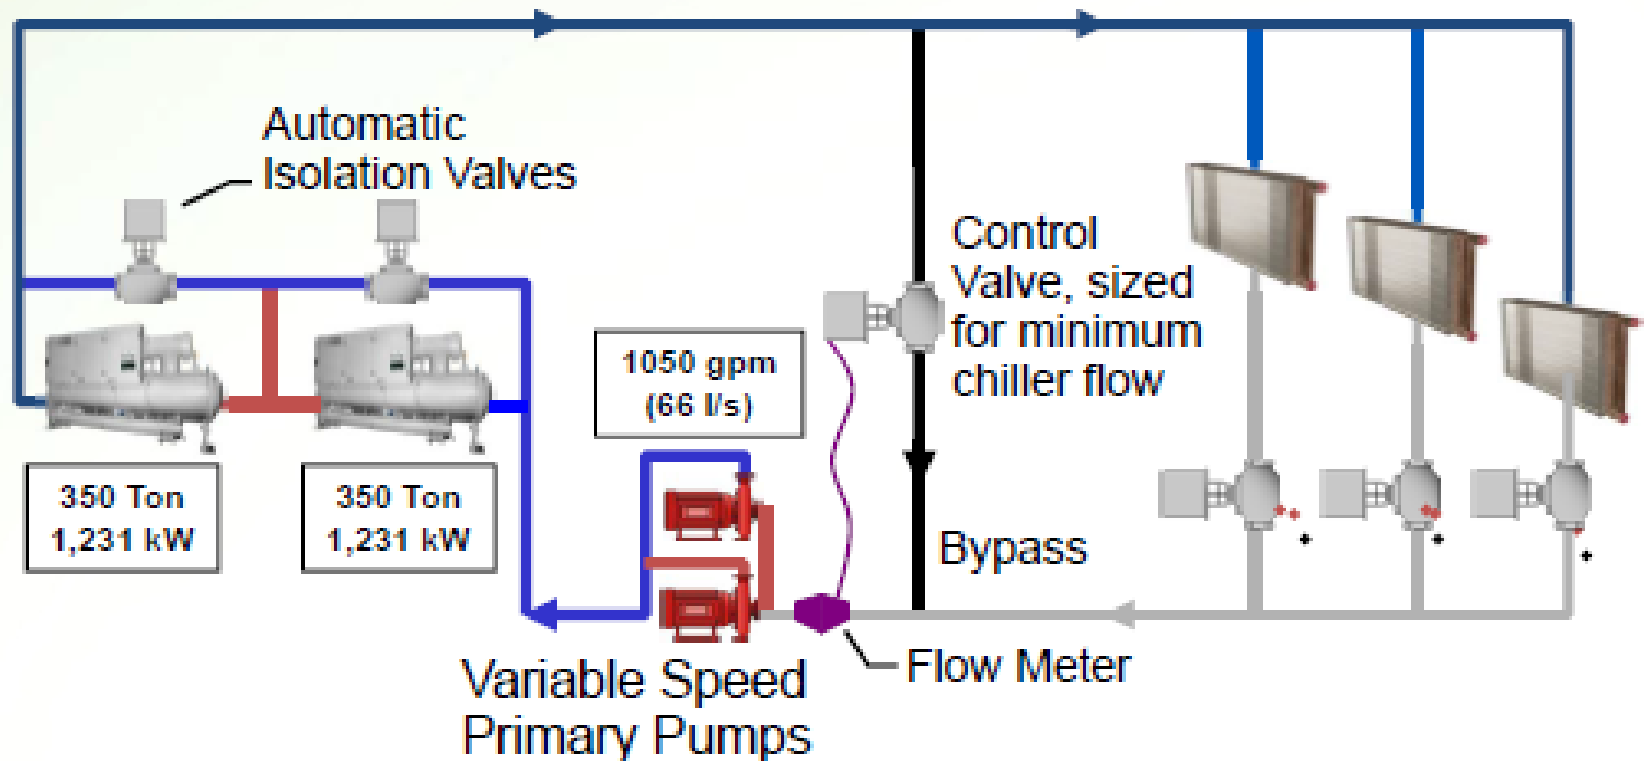 Automatic
Isolation Valves
Control
Valve, sized
for minimum
chiller flow
1050 gpm
(66 l/s)
350 Ton
1,231 kW
350 Ton
1,231 kW
Bypass
Flow Meter
Variable Speed
Primary Pumps